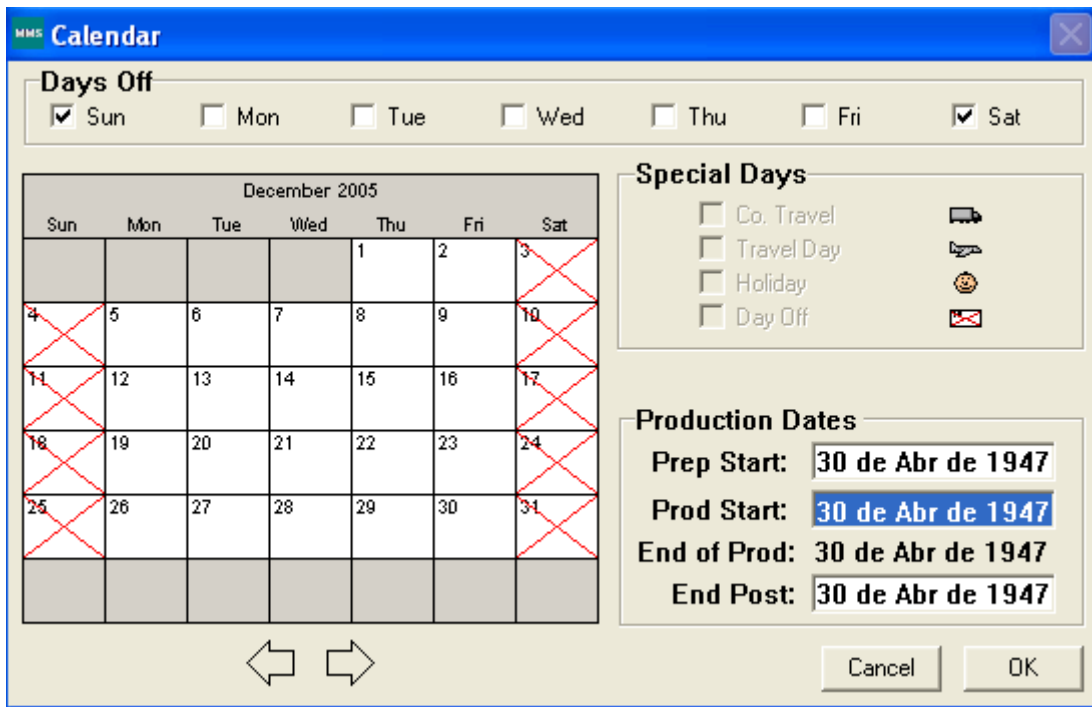 MMS Calendar
Days Off
Sun Mon Tue Wed Thu Fri Sat
December 2005
Sun Mon Tue Wed Thu Fri Sat
1 2 3
4 5 6 7 8 9 10
11 12 13 14 15 16 17
18 19 20 21 22 23 24
25 26 27 28 29 30 31
Special Days
Co. Travel
Travel Day
Holiday
Day Off
Production Dates
Prep Start: 30 de Abr de 1947
Prod Start: 30 de Abr de 1947
End of Prod: 30 de Abr de 1947
End Post: 30 de Abr de 1947
Cancel OK